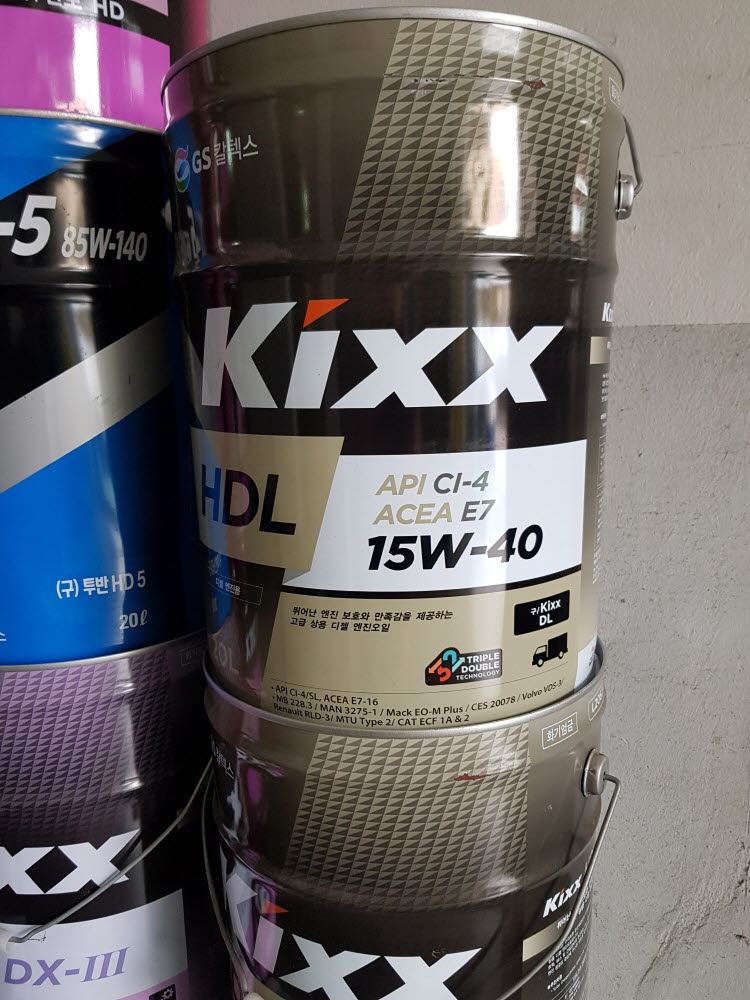 HD
-5 85W-140
(구) 투반 HD 5
20ℓ
xx
DX-III
GS칼텍스
Kixx
HDL
API CI-4
ACEA E7
15W-40
디젤 엔진용
뛰어난 엔진 보호와 만족감을 제공하는
고급 상용 디젤 엔진오일
구/Kixx
DL
TRIPLE
DOUBLE
TECHNOLOGY
• API CI-4/SL, ACEA E7-16
• MB 228.3 / MAN 3275-1 / Mack EO-M Plus / CES 20078 / Volvo VDS-3/
Renault RLD-3/ MTU Type 2/ CAT ECF 1A & 2
20L
화기엄금
Kixx
Kixx